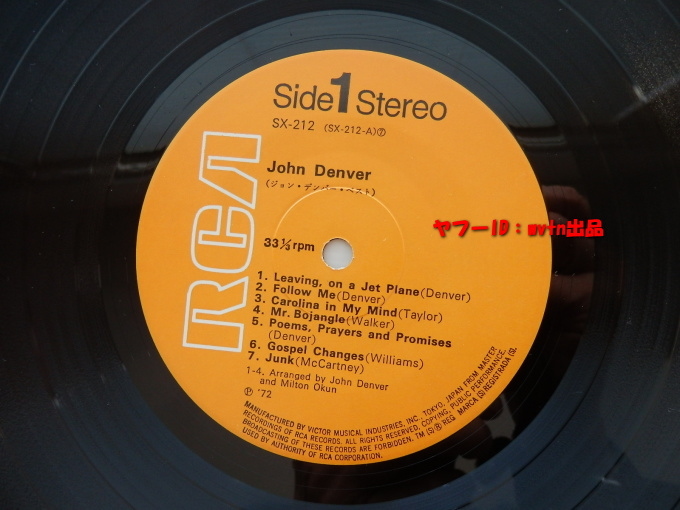 Side 1 Stereo
SX-212 (SX-212-A)Ⓙ
RCA
John Denver
(ジョン・デンバー・ベスト)
ヤフーID：mvtn出品
33 1/3 rpm
1. Leaving, on a Jet Plane(Denver)
2. Follow Me(Denver)
3. Carolina in My Mind(Taylor)
4. Mr. Bojangle(Walker)
5. Poems, Prayers and Promises
(Denver)
6. Gospel Changes(Williams)
7. Junk(McCartney)
1-4. Arranged by John Denver
and Milton Okun
Ⓟ '72
MANUFACTURED BY VICTOR MUSICAL INDUSTRIES, INC. TOKYO, JAPAN FROM MASTER
RECORDINGS OF RCA RECORDS. ALL RIGHTS RESERVED, COPYING, PUBLIC PERFORMANCE,
BROADCASTING OF THESE RECORDS ARE FORBIDDEN. TM(S)® REG. MARCA(S) REGISTRADA(S).
USED BY AUTHORITY OF RCA CORPORATION.